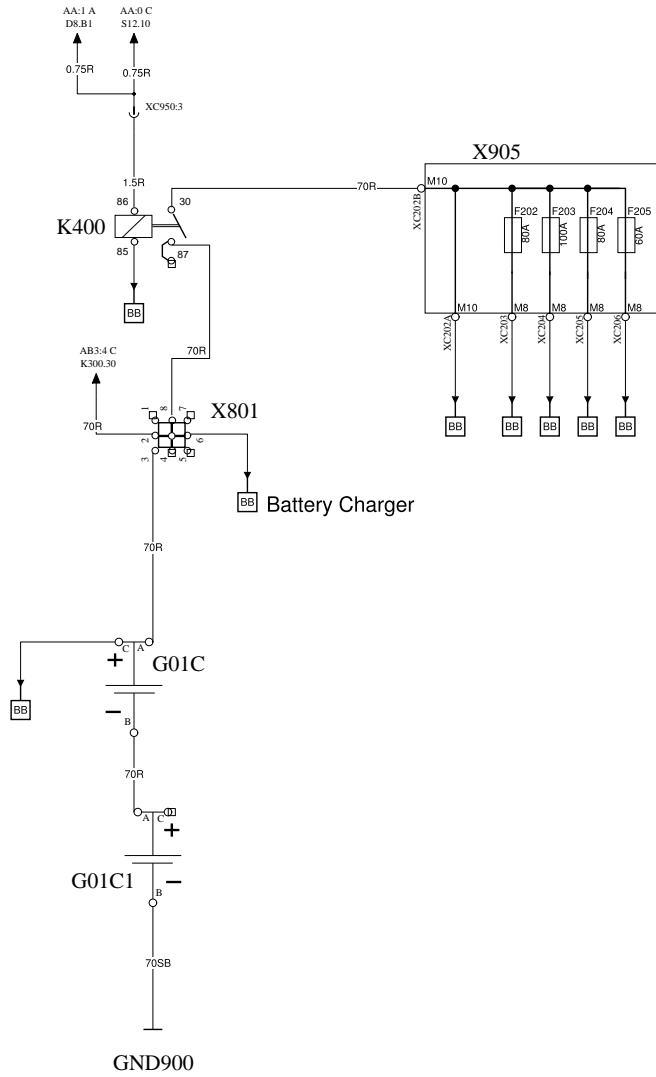 AA:1 A
D8.B1
AA:0 C
S12.10
0.75R
0.75R
XC950:3
1.5R
86
30
K400
85
87
BB
70R
X905
XC202B
M10
F202
80A
F203
100A
F204
80A
F205
60A
M10
M8
M8
M8
M8
XC202A
XC203
XC204
XC205
XC206
BB
BB
BB
BB
BB
AB3:4 C
K300.30
70R
70R
1
8
7
X801
2
6
3
4
5
BB
Battery Charger
70R
C
A
G01C
+
BB
−
B
70R
A
C
+
G01C1
−
B
70SB
GND900